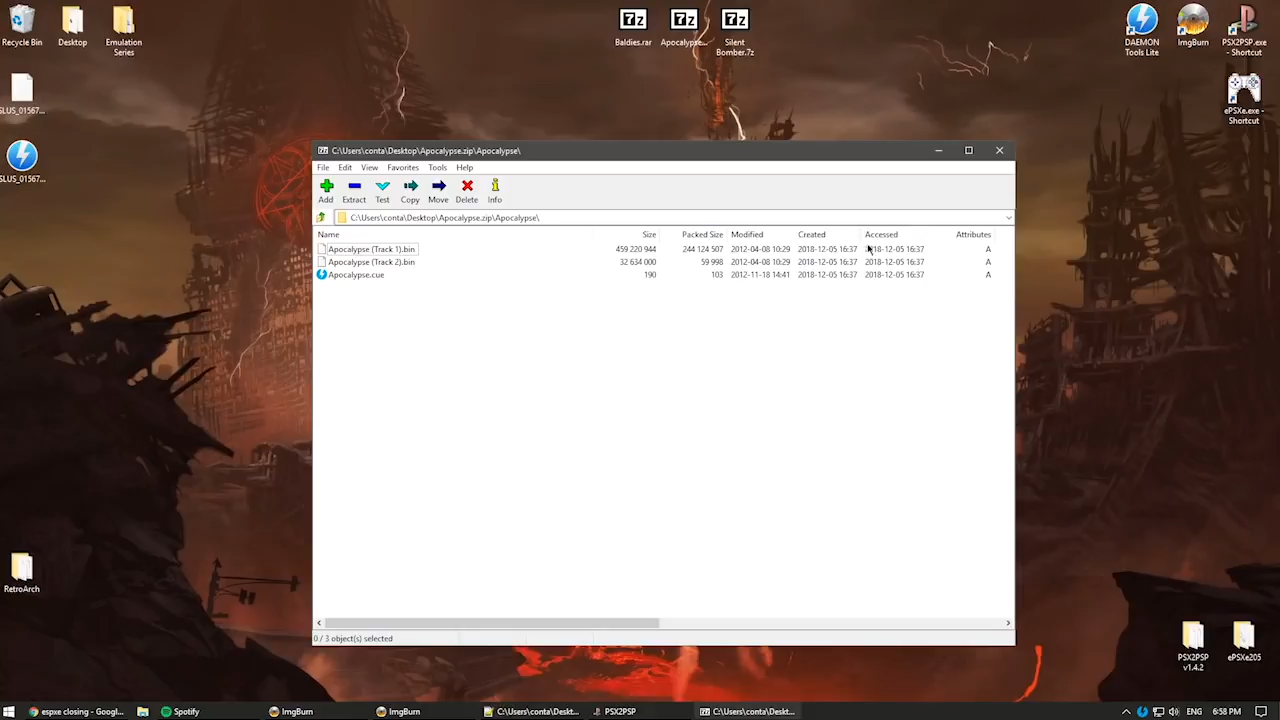 Recycle Bin
Desktop
Emulation
Series
Baldies.rar
Apocalypse...
Silent
Bomber.7z
DAEMON
Tools Lite
ImgBurn
PSX2PSP.exe
- Shortcut
SLUS_01567...
ePSXe.exe -
Shortcut
SLUS_01567...
C:\Users\conta\Desktop\Apocalypse.zip\Apocalypse\
File Edit View Favorites Tools Help
Add Extract Test Copy Move Delete Info
C:\Users\conta\Desktop\Apocalypse.zip\Apocalypse\
Name Size Packed Size Modified Created Accessed Attributes
Apocalypse (Track 1).bin 459 220 944 244 124 507 2012-04-08 10:29 2018-12-05 16:37 2018-12-05 16:37 A
Apocalypse (Track 2).bin 32 634 000 59 998 2012-04-08 10:29 2018-12-05 16:37 2018-12-05 16:37 A
Apocalypse.cue 190 103 2012-11-18 14:41 2018-12-05 16:37 2018-12-05 16:37 A
RetroArch
0 / 3 object(s) selected
PSX2PSP
v1.4.2
ePSXe205
espxe closing - Googl... Spotify ImgBurn ImgBurn C:\Users\conta\Deskt... PSX2PSP C:\Users\conta\Deskt... ENG 6:58 PM